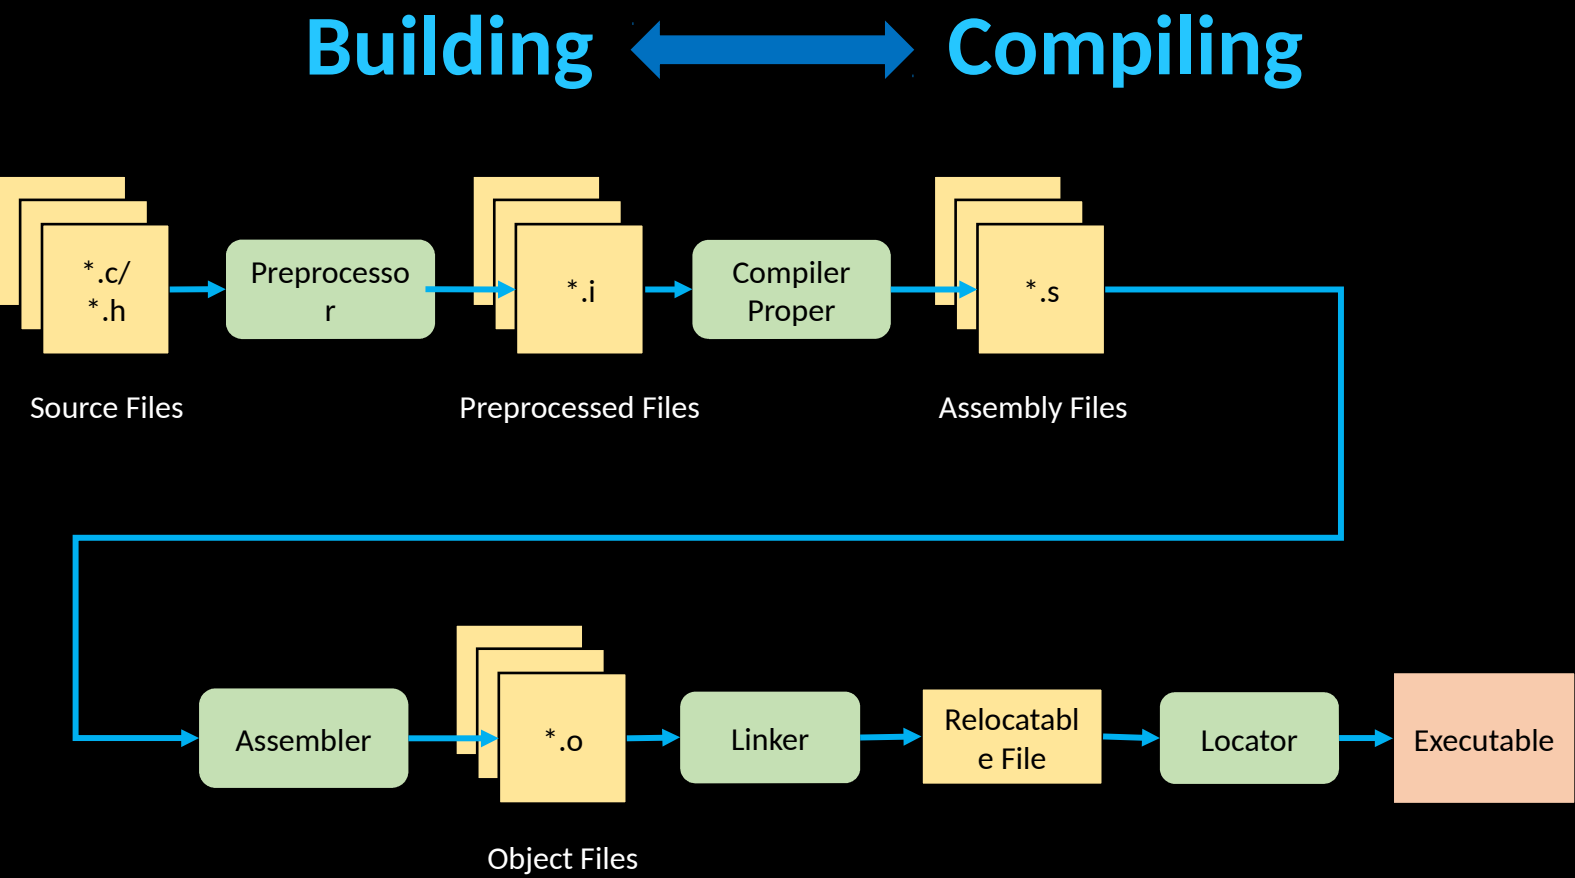 Building
Compiling
*.c/
*.h
Preprocesso
r
*.i
Compiler
Proper
*.s
Source Files
Preprocessed Files
Assembly Files
Assembler
*.o
Linker
Relocatabl
e File
Locator
Executable
Object Files